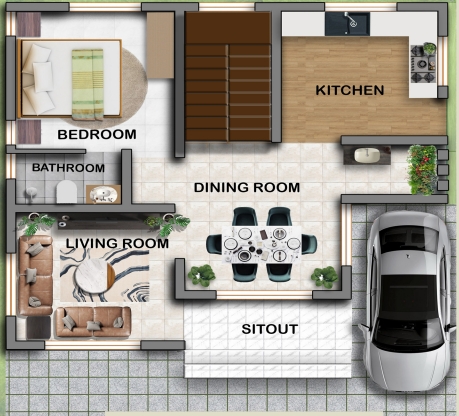 KITCHEN
BEDROOM
BATHROOM
DINING ROOM
LIVING ROOM
SITOUT